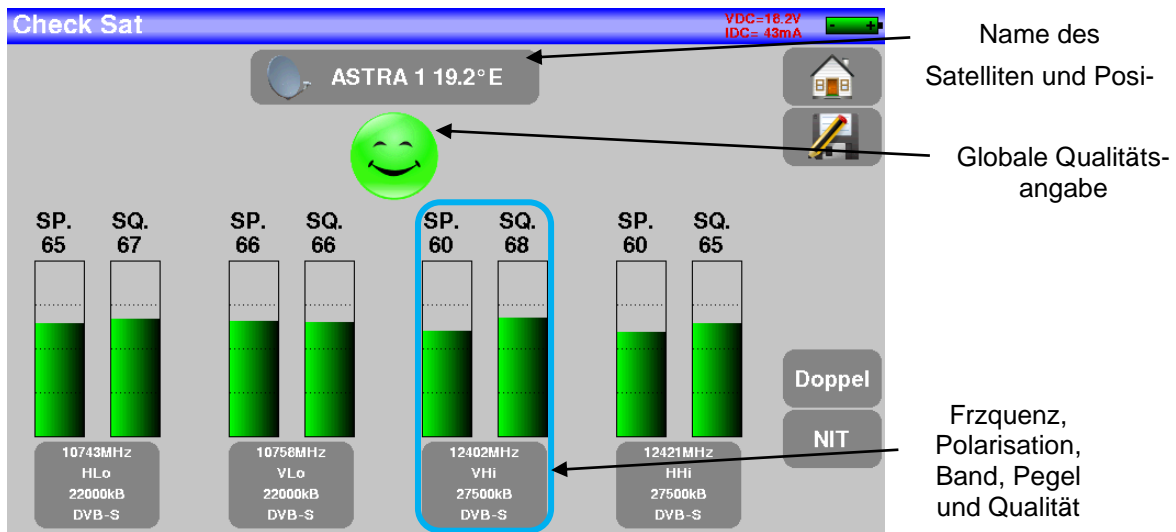 Check Sat
VDC=18.2V
IDC= 43mA
- +
Name des
Satelliten und Posi-
ASTRA 1 19.2°E
Globale Qualitäts-
angabe
SP. SQ. SP. SQ. SP. SQ. SP. SQ.
65 67 66 66 60 68 60 65
Doppel
NIT
Frzquenz,
Polarisation,
Band, Pegel
und Qualität
10743MHz
HLo
22000kB
DVB-S
10758MHz
VLo
22000kB
DVB-S
12402MHz
VHi
27500kB
DVB-S
12421MHz
HHi
27500kB
DVB-S